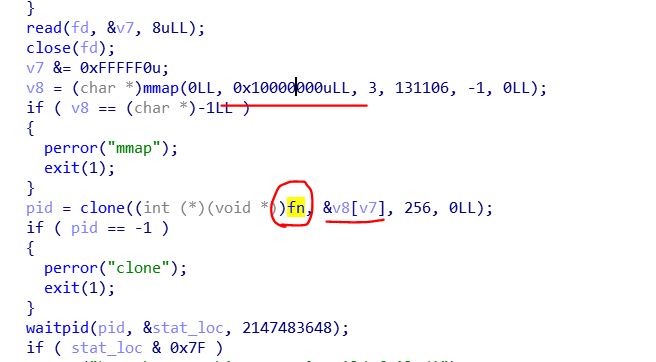 }
read(fd, &v7, 8uLL);
close(fd);
v7 &= 0xFFFFF0u;
v8 = (char *)mmap(0LL, 0x10000000uLL, 3, 131106, -1, 0LL);
if ( v8 == (char *)-1LL )
{
perror("mmap");
exit(1);
}
pid = clone((int (*)(void *))fn, &v8[v7], 256, 0LL);
if ( pid == -1 )
{
perror("clone");
exit(1);
}
waitpid(pid, &stat_loc, 2147483648);
if ( stat_loc & 0x7F )